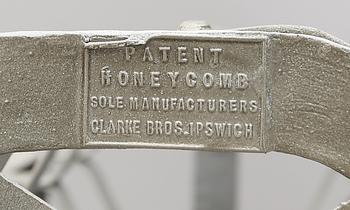 PATENT
HONEYCOMB
SOLE MANUFACTURERS
CLARKE BROS. IPSWICH